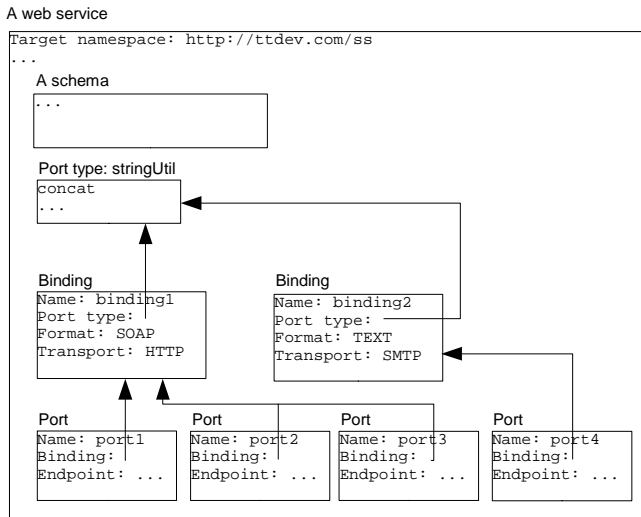 A web service
Target namespace: http://ttdev.com/ss
...
A schema
...
Port type: stringUtil
concat
...
Binding
Name: binding1
Port type:
Format: SOAP
Transport: HTTP
Binding
Name: binding2
Port type:
Format: TEXT
Transport: SMTP
Port
Name: port1
Binding:
Endpoint: ...
Port
Name: port2
Binding:
Endpoint: ...
Port
Name: port3
Binding:
Endpoint: ...
Port
Name: port4
Binding:
Endpoint: ...